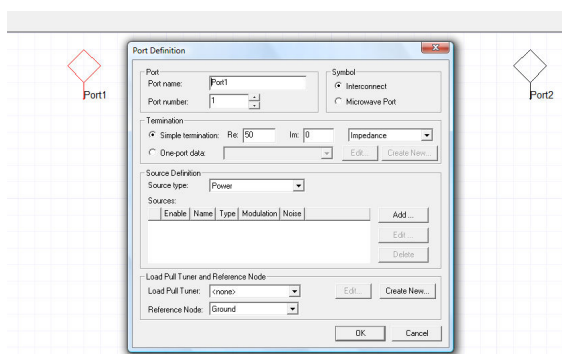 Port Definition
Port1
Port2
Port
Port name: Port1
Port number: 1
Symbol
Interconnect
Microwave Port
Termination
Simple termination: Re: 50 Im: 0 Impedance
One-port data: Edit... Create New...
Source Definition
Source type: Power
Sources:
Enable Name Type Modulation Noise
Add ...
Edit ...
Delete
Load Pull Tuner and Reference Node
Load Pull Tuner: <none> Edit... Create New...
Reference Node: Ground
OK Cancel